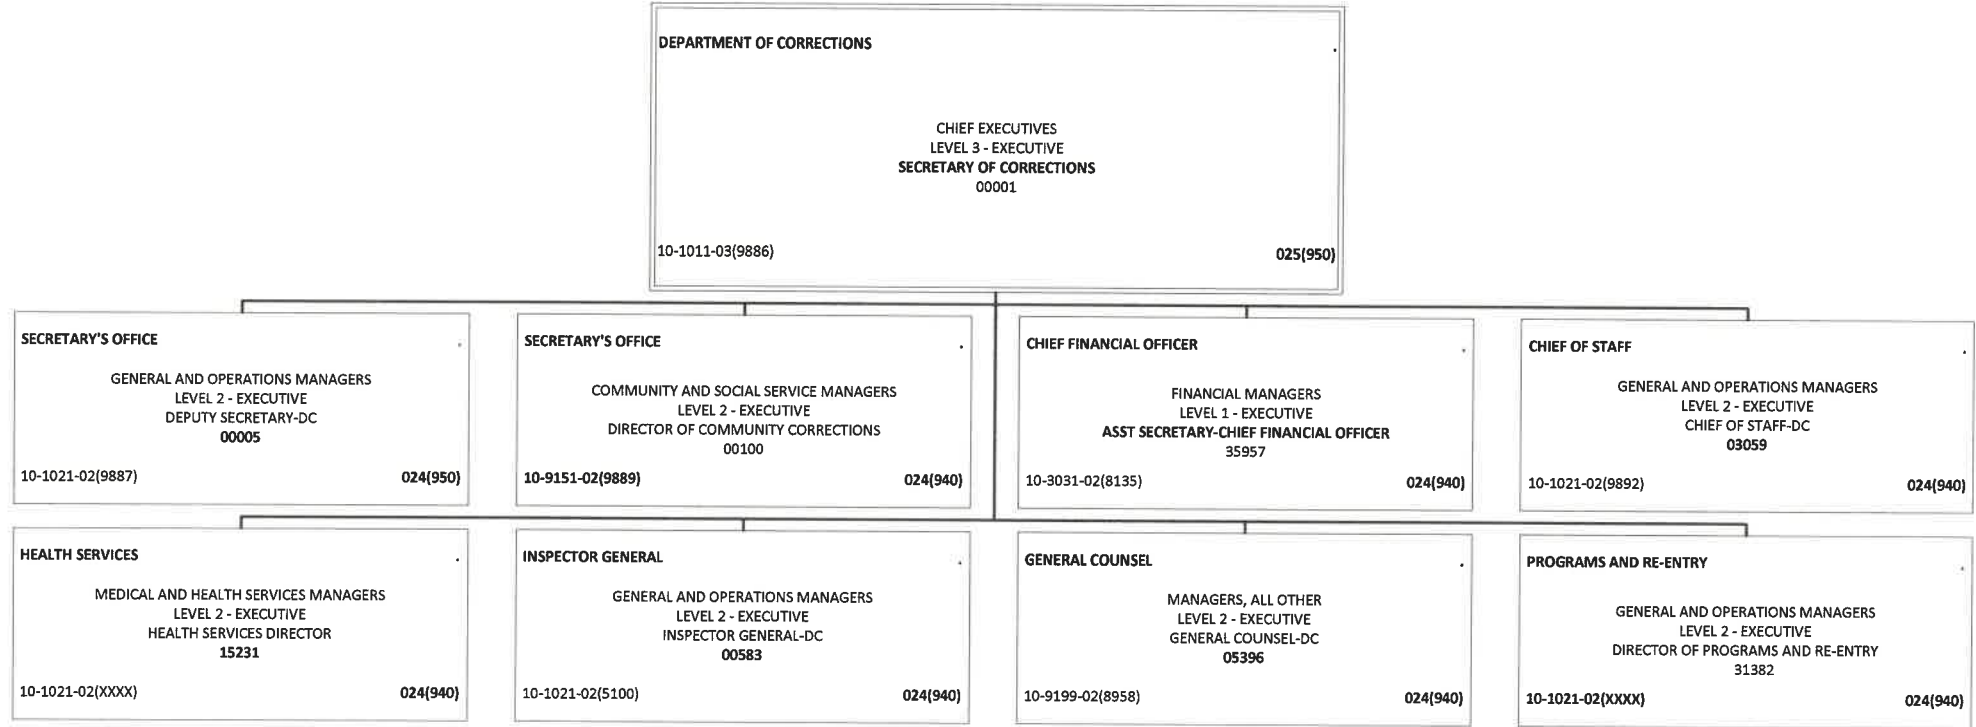 DEPARTMENT OF CORRECTIONS
CHIEF EXECUTIVES
LEVEL 3 - EXECUTIVE
SECRETARY OF CORRECTIONS
00001
10-1011-03(9886) 025(950)
SECRETARY'S OFFICE
GENERAL AND OPERATIONS MANAGERS
LEVEL 2 - EXECUTIVE
DEPUTY SECRETARY-DC
00005
10-1021-02(9887) 024(950)
SECRETARY'S OFFICE
COMMUNITY AND SOCIAL SERVICE MANAGERS
LEVEL 2 - EXECUTIVE
DIRECTOR OF COMMUNITY CORRECTIONS
00100
10-9151-02(9889) 024(940)
CHIEF FINANCIAL OFFICER
FINANCIAL MANAGERS
LEVEL 1 - EXECUTIVE
ASST SECRETARY-CHIEF FINANCIAL OFFICER
35957
10-3031-02(8135) 024(940)
CHIEF OF STAFF
GENERAL AND OPERATIONS MANAGERS
LEVEL 2 - EXECUTIVE
CHIEF OF STAFF-DC
03059
10-1021-02(9892) 024(940)
HEALTH SERVICES
MEDICAL AND HEALTH SERVICES MANAGERS
LEVEL 2 - EXECUTIVE
HEALTH SERVICES DIRECTOR
15231
10-1021-02(XXXX) 024(940)
INSPECTOR GENERAL
GENERAL AND OPERATIONS MANAGERS
LEVEL 2 - EXECUTIVE
INSPECTOR GENERAL-DC
00583
10-1021-02(5100) 024(940)
GENERAL COUNSEL
MANAGERS, ALL OTHER
LEVEL 2 - EXECUTIVE
GENERAL COUNSEL-DC
05396
10-9199-02(8958) 024(940)
PROGRAMS AND RE-ENTRY
GENERAL AND OPERATIONS MANAGERS
LEVEL 2 - EXECUTIVE
DIRECTOR OF PROGRAMS AND RE-ENTRY
31382
10-1021-02(XXXX) 024(940)